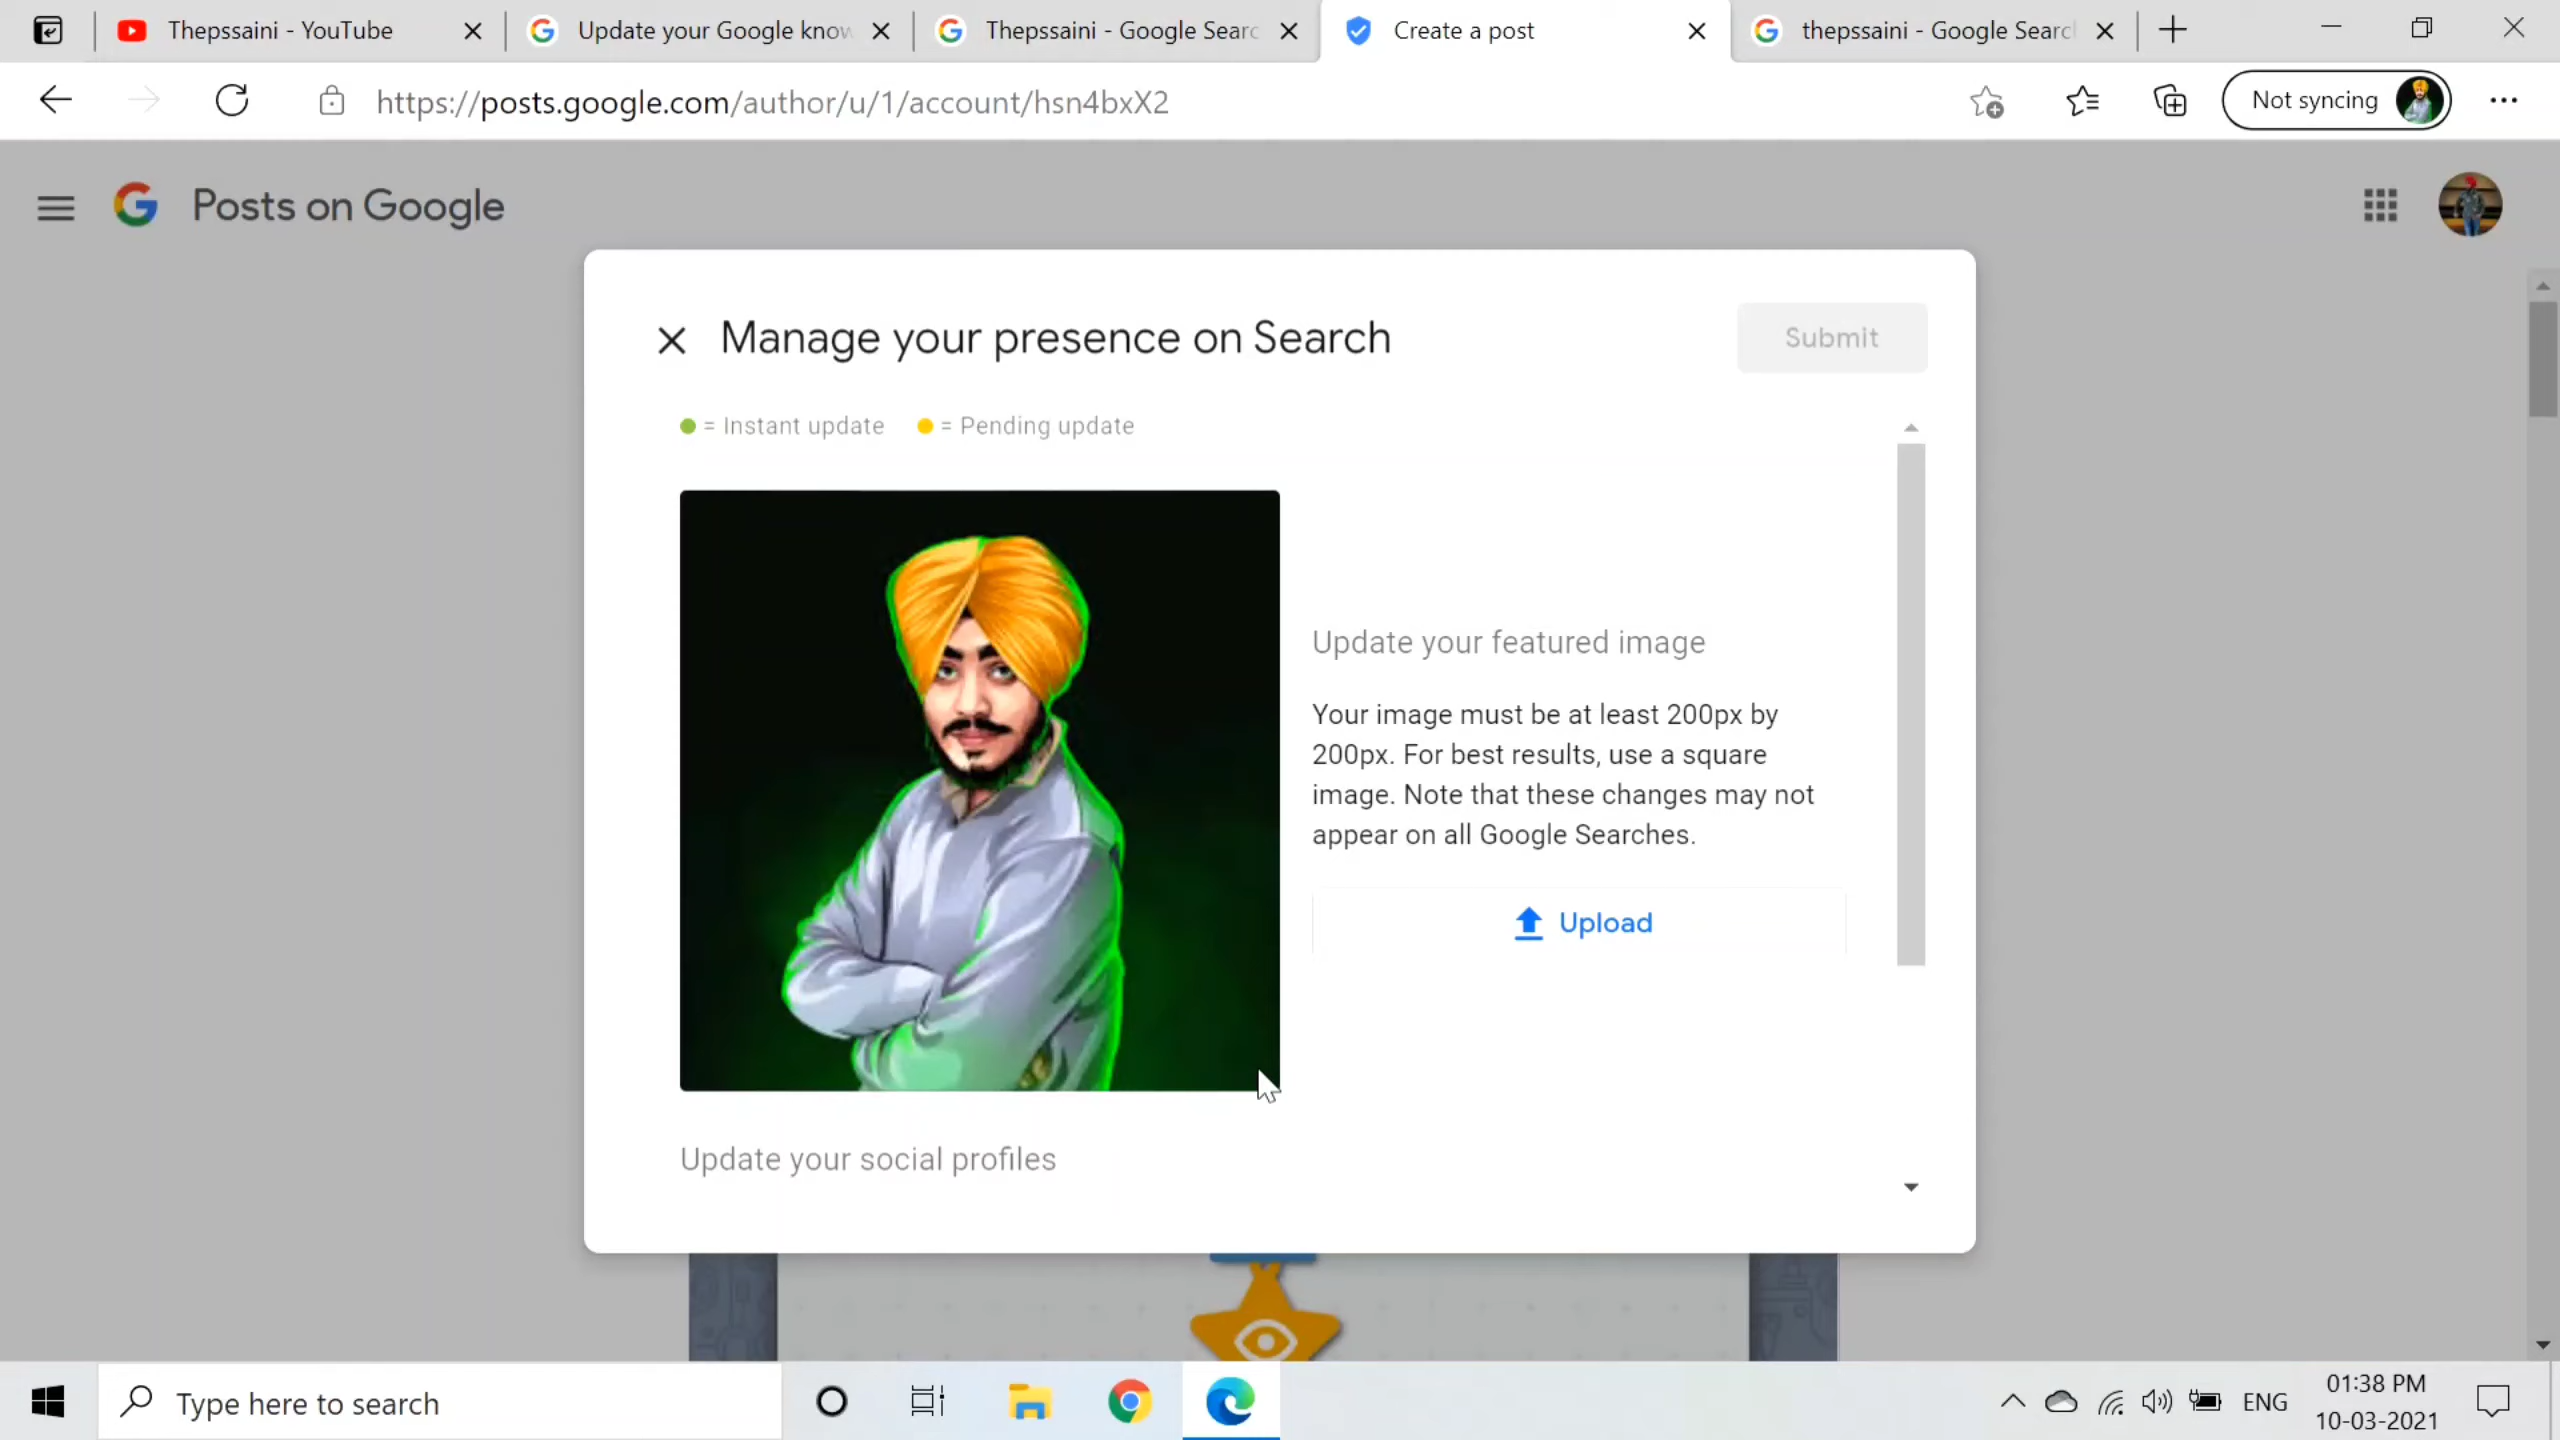 Thepssaini - YouTube
Update your Google know
Thepssaini - Google Searc
Create a post
thepssaini - Google Searc
https://posts.google.com/author/u/1/account/hsn4bxX2
Not syncing
Posts on Google
Manage your presence on Search
Submit
= Instant update
= Pending update
Update your featured image
Your image must be at least 200px by
200px. For best results, use a square
image. Note that these changes may not
appear on all Google Searches.
Upload
Update your social profiles
Type here to search
ENG
01:38 PM
10-03-2021